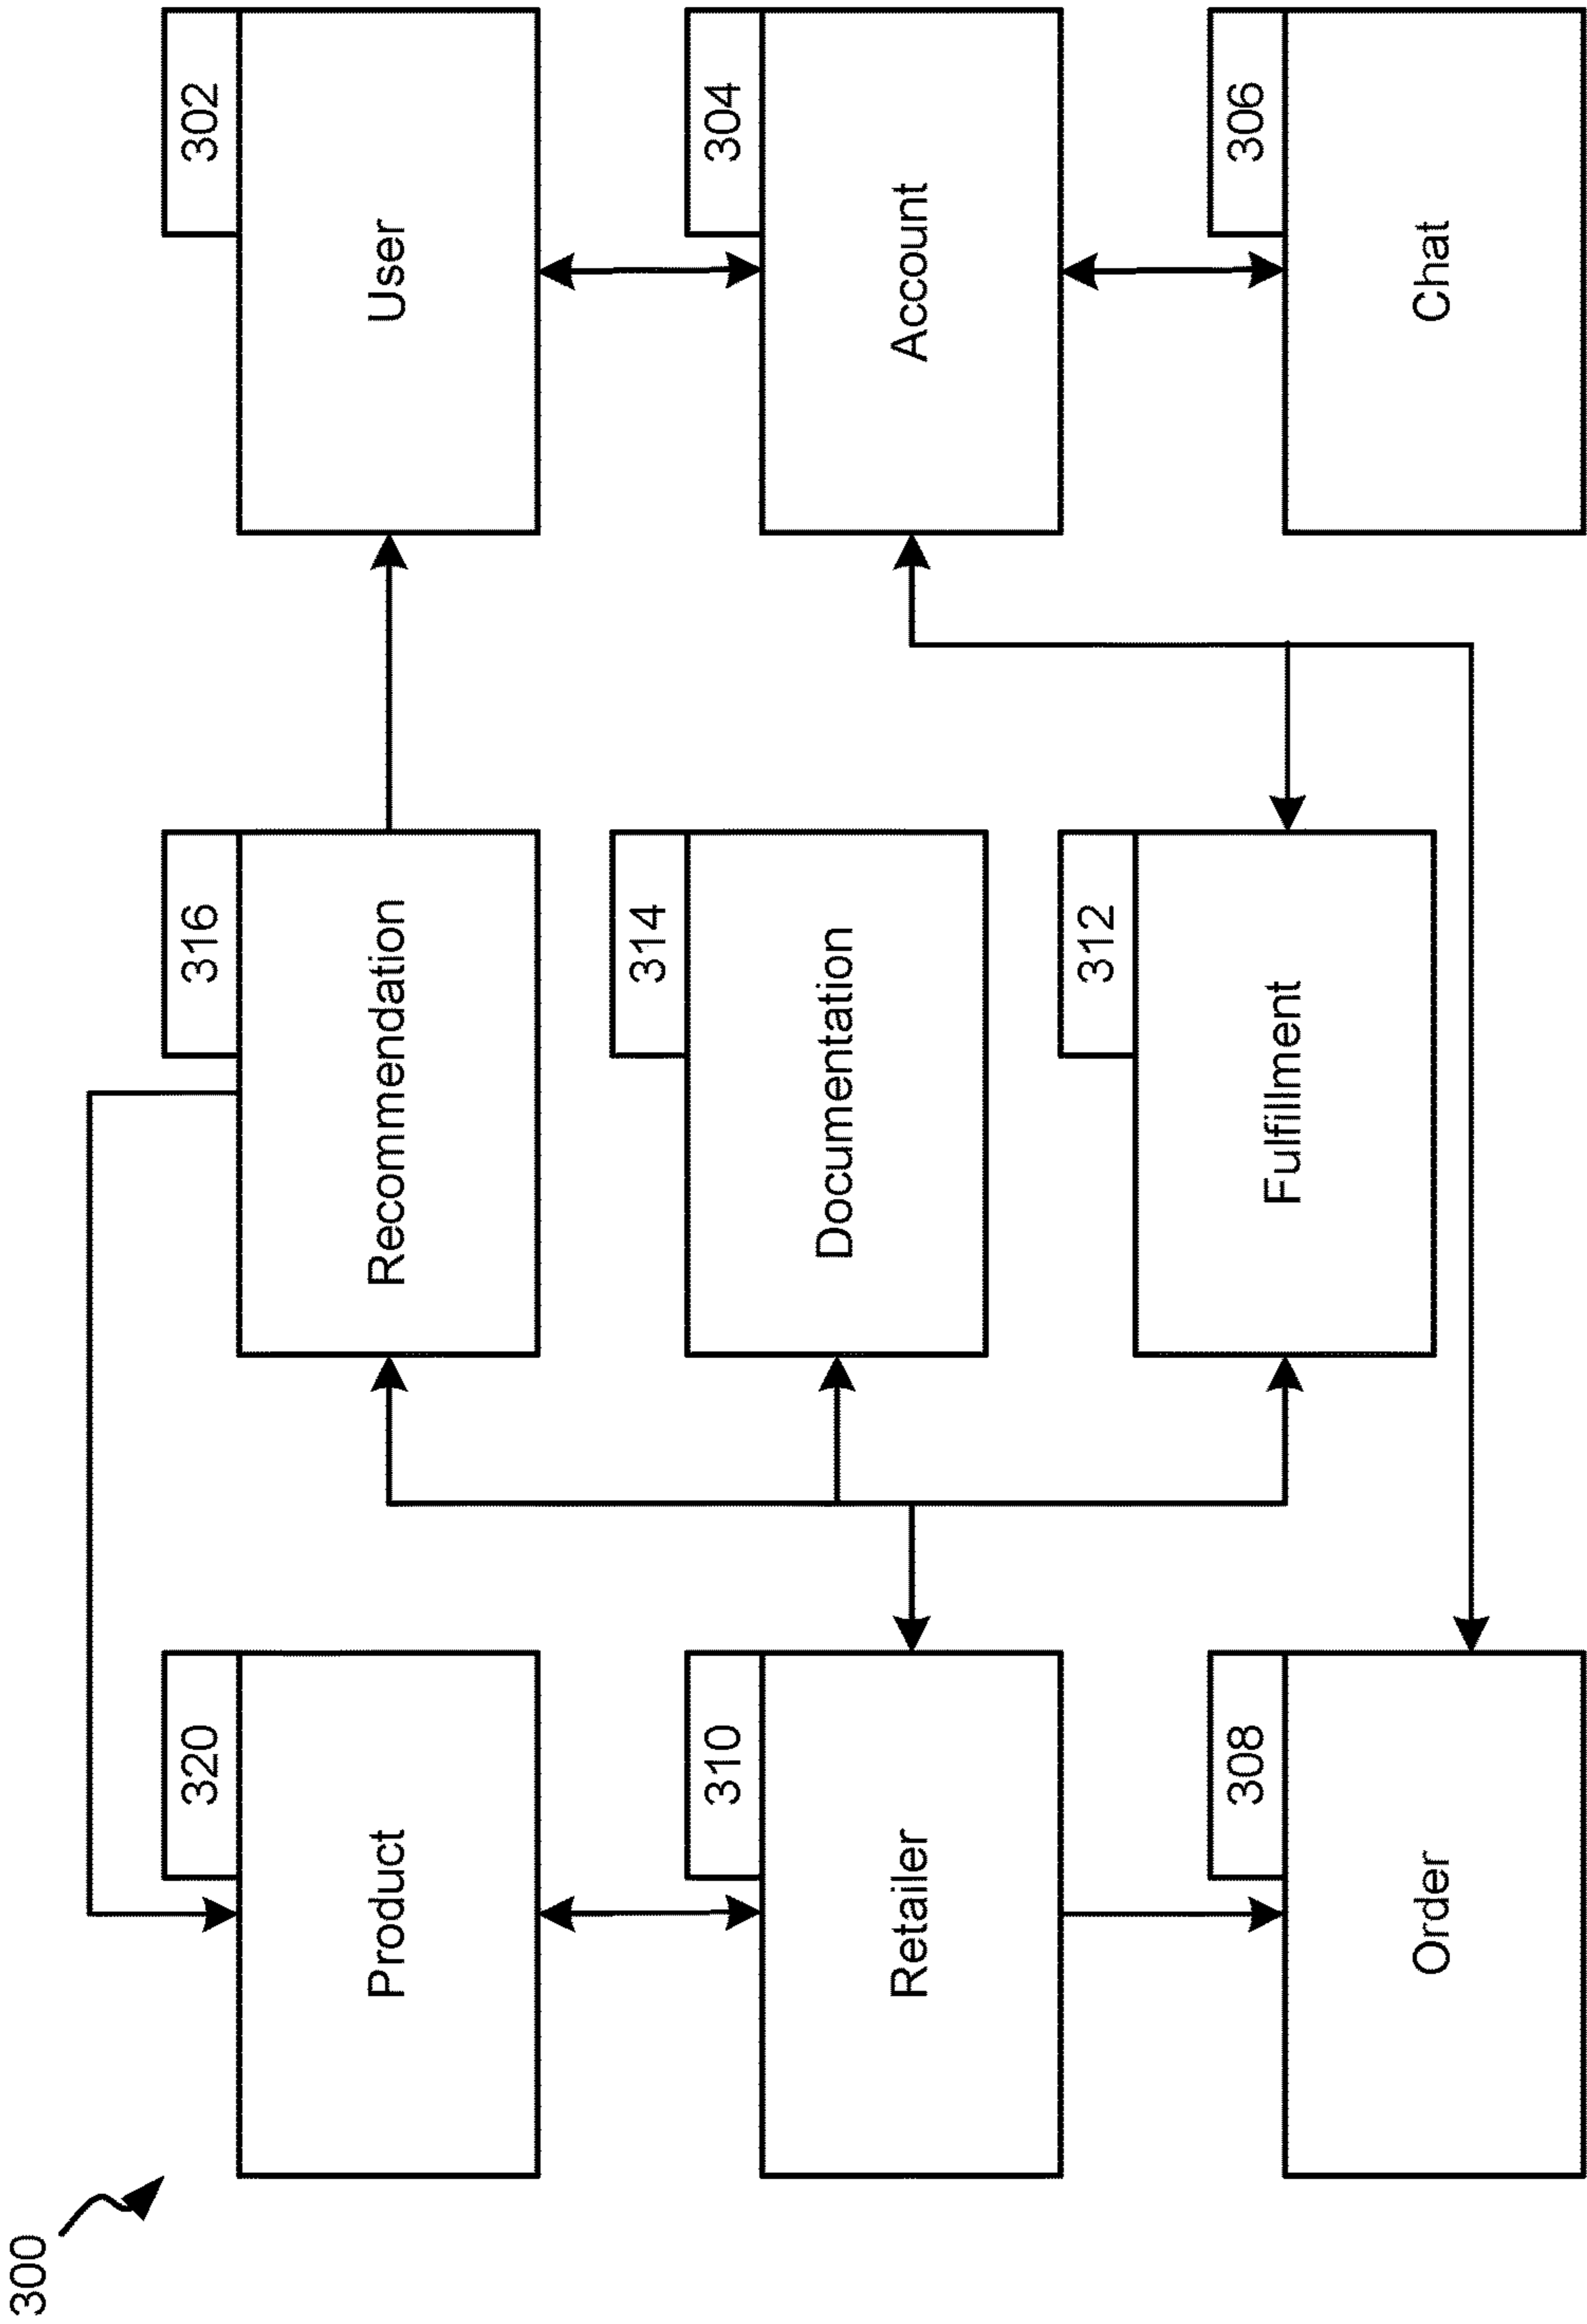 300
320
Product
316
Recommendation
302
User
310
Retailer
314
Documentation
304
Account
308
Order
312
Fulfillment
306
Chat